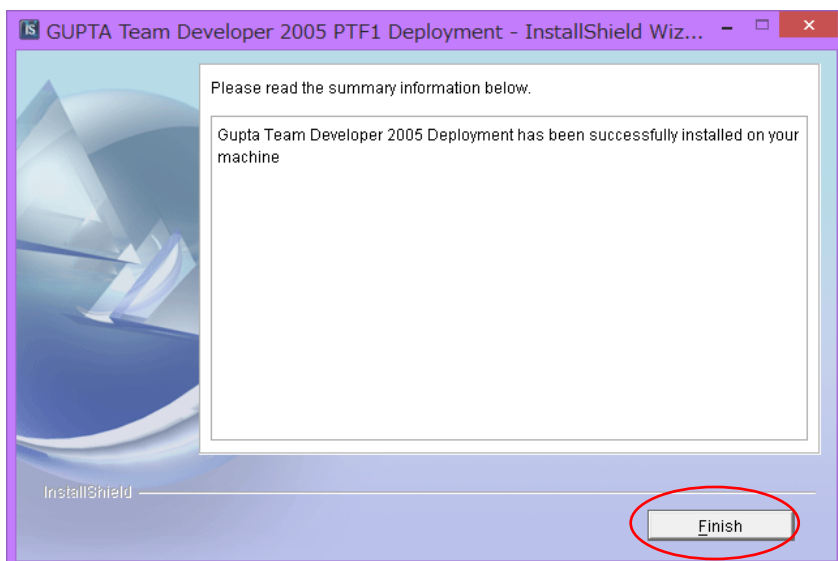 GUPTA Team Developer 2005 PTF1 Deployment - InstallShield Wiz...
Please read the summary information below.
Gupta Team Developer 2005 Deployment has been successfully installed on your
machine
InstallShield
Finish